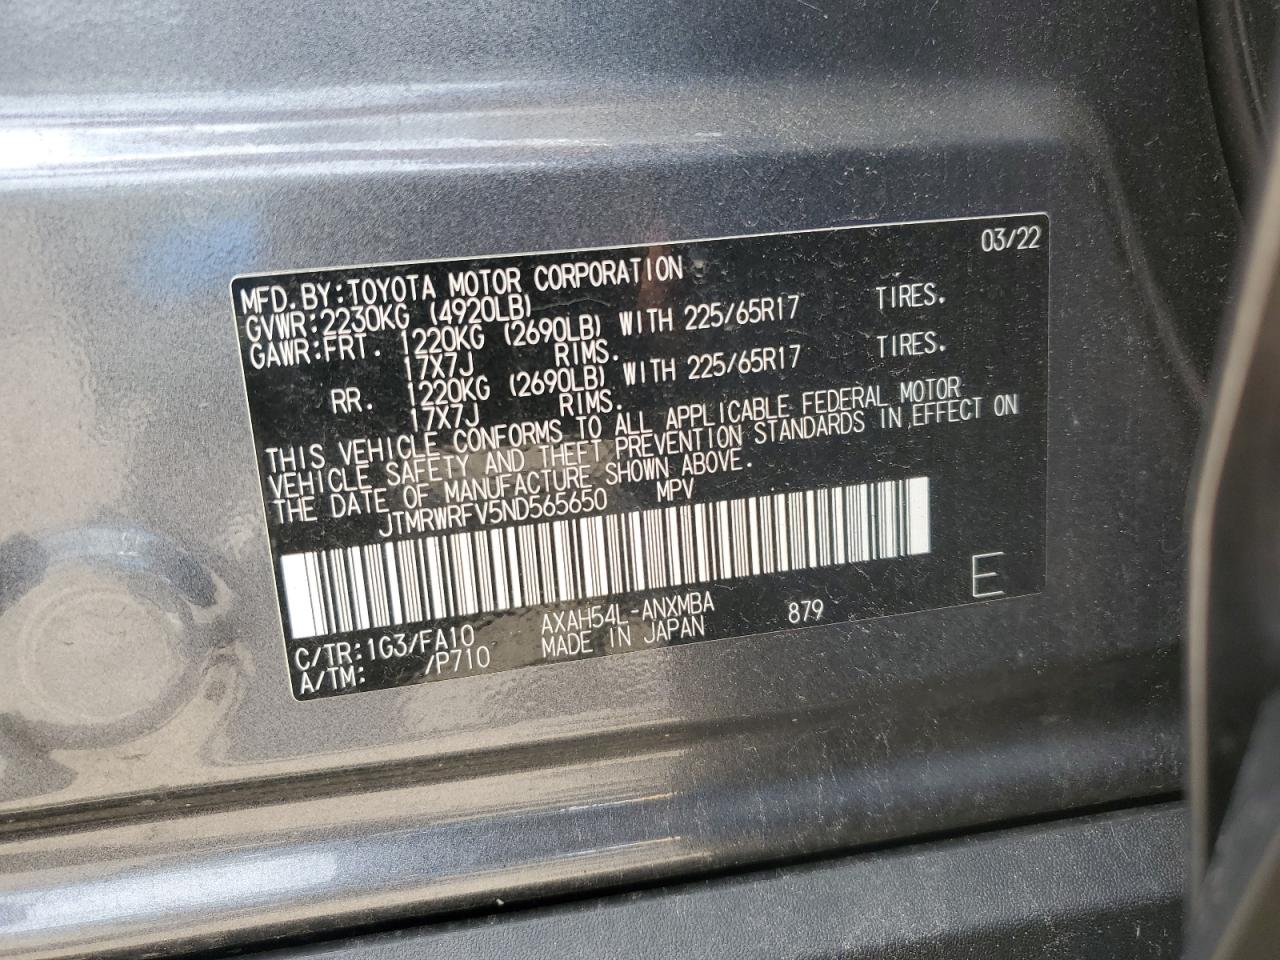 03/22
MFD.BY:TOYOTA MOTOR CORPORATION
GVWR:2230KG (4920LB)
GAWR:FRT. 1220KG (2690LB) WITH 225/65R17 TIRES.
17X7J RIMS.
RR. 1220KG (2690LB) WITH 225/65R17 TIRES.
17X7J RIMS.
THIS VEHICLE CONFORMS TO ALL APPLICABLE FEDERAL MOTOR
VEHICLE SAFETY AND THEFT PREVENTION STANDARDS IN EFFECT ON
THE DATE OF MANUFACTURE SHOWN ABOVE.
JTMRWRFV5ND565650 MPV
C/TR:1G3/FA10 AXAH54L-ANXMBA 879 E
A/TM: /P710 MADE IN JAPAN